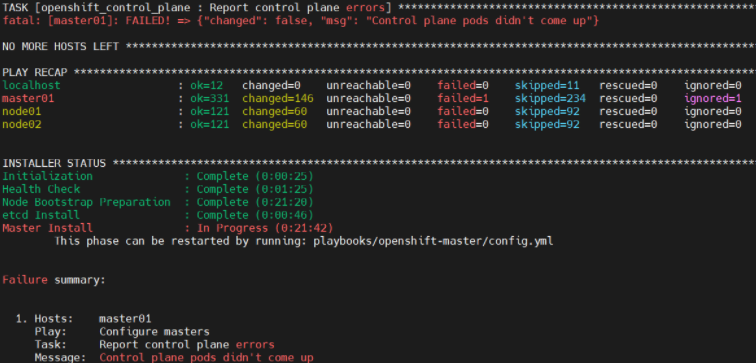 TASK [openshift_control_plane : Report control plane errors] *******************************************************
fatal: [master01]: FAILED! => {"changed": false, "msg": "Control plane pods didn't come up"}
NO MORE HOSTS LEFT *************************************************************************************************
PLAY RECAP *********************************************************************************************************
localhost : ok=12 changed=0 unreachable=0 failed=0 skipped=11 rescued=0 ignored=0
master01 : ok=331 changed=146 unreachable=0 failed=1 skipped=234 rescued=0 ignored=1
node01 : ok=121 changed=60 unreachable=0 failed=0 skipped=92 rescued=0 ignored=0
node02 : ok=121 changed=60 unreachable=0 failed=0 skipped=92 rescued=0 ignored=0
INSTALLER STATUS ***************************************************************************************************
Initialization : Complete (0:00:25)
Health Check : Complete (0:01:25)
Node Bootstrap Preparation : Complete (0:21:20)
etcd Install : Complete (0:00:46)
Master Install : In Progress (0:21:42)
This phase can be restarted by running: playbooks/openshift-master/config.yml
Failure summary:
1. Hosts: master01
Play: Configure masters
Task: Report control plane errors
Message: Control plane pods didn't come up